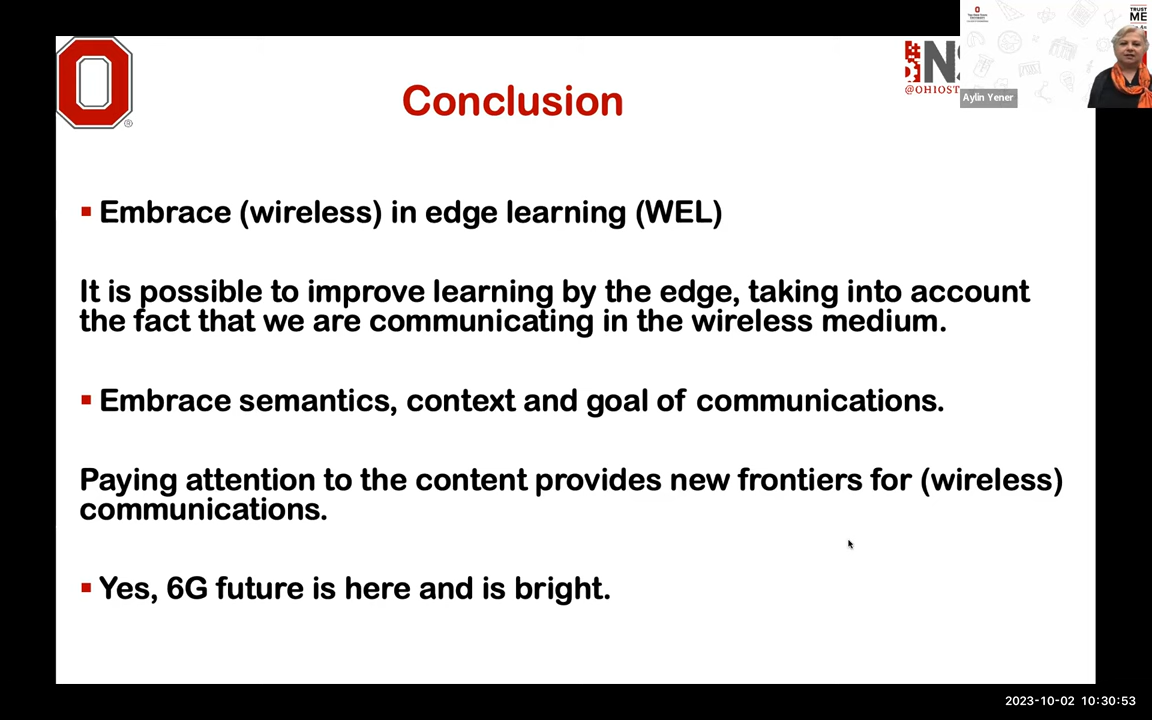 Conclusion
@OHIOST
TRUST
ME
Aylin Yener
Embrace (wireless) in edge learning (WEL)
It is possible to improve learning by the edge, taking into account
the fact that we are communicating in the wireless medium.
Embrace semantics, context and goal of communications.
Paying attention to the content provides new frontiers for (wireless)
communications.
Yes, 6G future is here and is bright.
2023-10-02 10:30:53